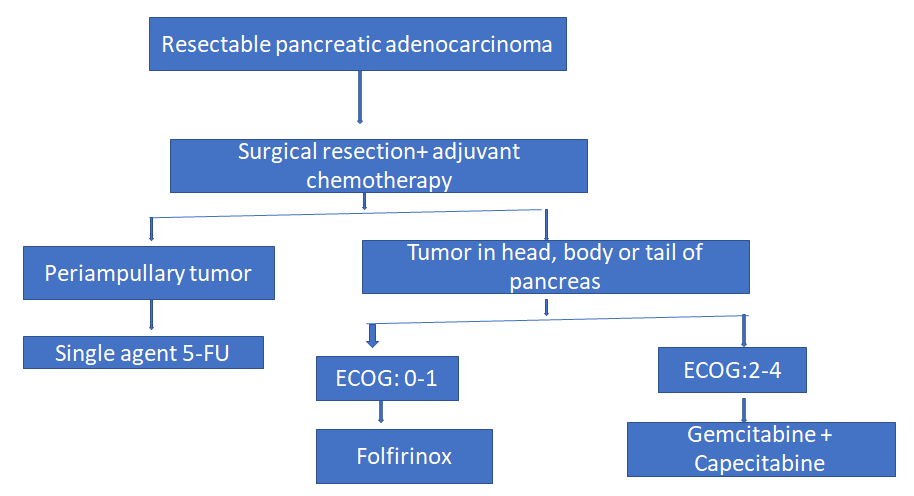 Resectable pancreatic adenocarcinoma
Surgical resection+ adjuvant
chemotherapy
Periampullary tumor
Tumor in head, body or tail of
pancreas
Single agent 5-FU
ECOG: 0-1
ECOG:2-4
Folfirinox
Gemcitabine +
Capecitabine